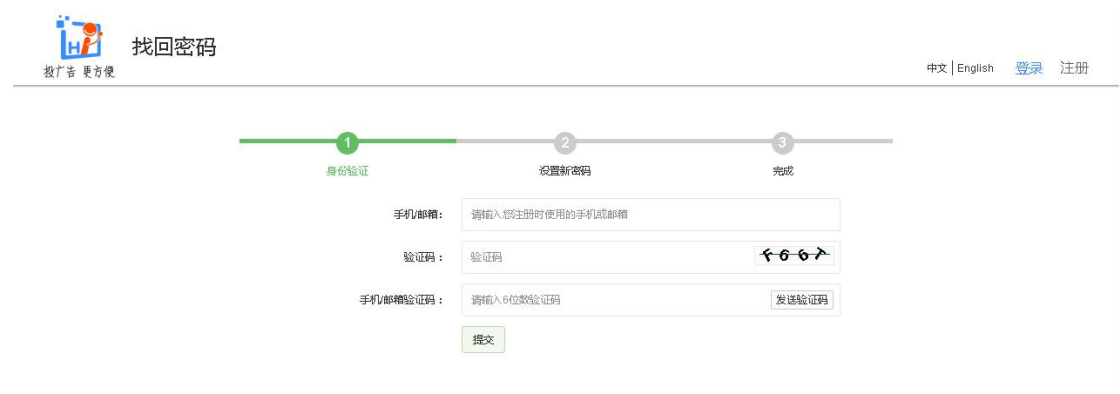 找回密码
投广告 更方便
中文 | English 登录 注册
1 2 3
身份验证 设置新密码 完成
手机/邮箱： 请输入您注册时使用的手机或邮箱
验证码： 验证码
手机/邮箱验证码： 请输入6位数验证码 发送验证码
提交